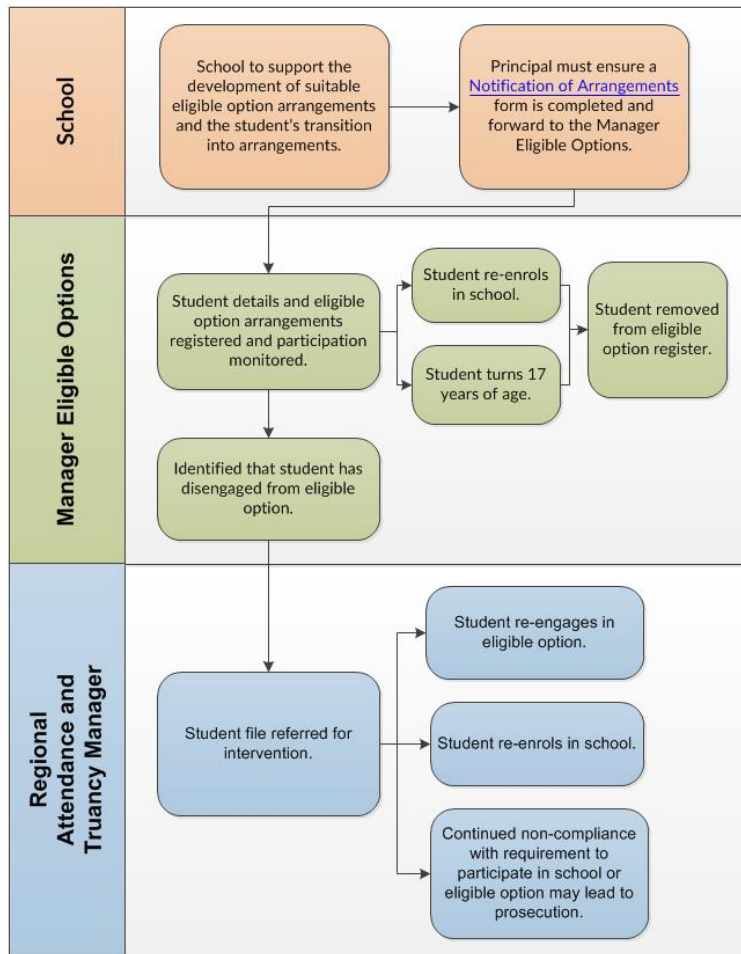 School
School to support the
development of suitable
eligible option arrangements
and the student's transition
into arrangements.
Principal must ensure a
Notification of Arrangements
form is completed and
forward to the Manager
Eligible Options.
Manager Eligible Options
Student details and eligible
option arrangements
registered and participation
monitored.
Student re-enrols
in school.
Student turns 17
years of age.
Student removed
from eligible
option register.
Identified that student has
disengaged from eligible
option.
Regional
Attendance and
Truancy Manager
Student file referred for
intervention.
Student re-engages in
eligible option.
Student re-enrols in school.
Continued non-compliance
with requirement to
participate in school or
eligible option may lead to
prosecution.